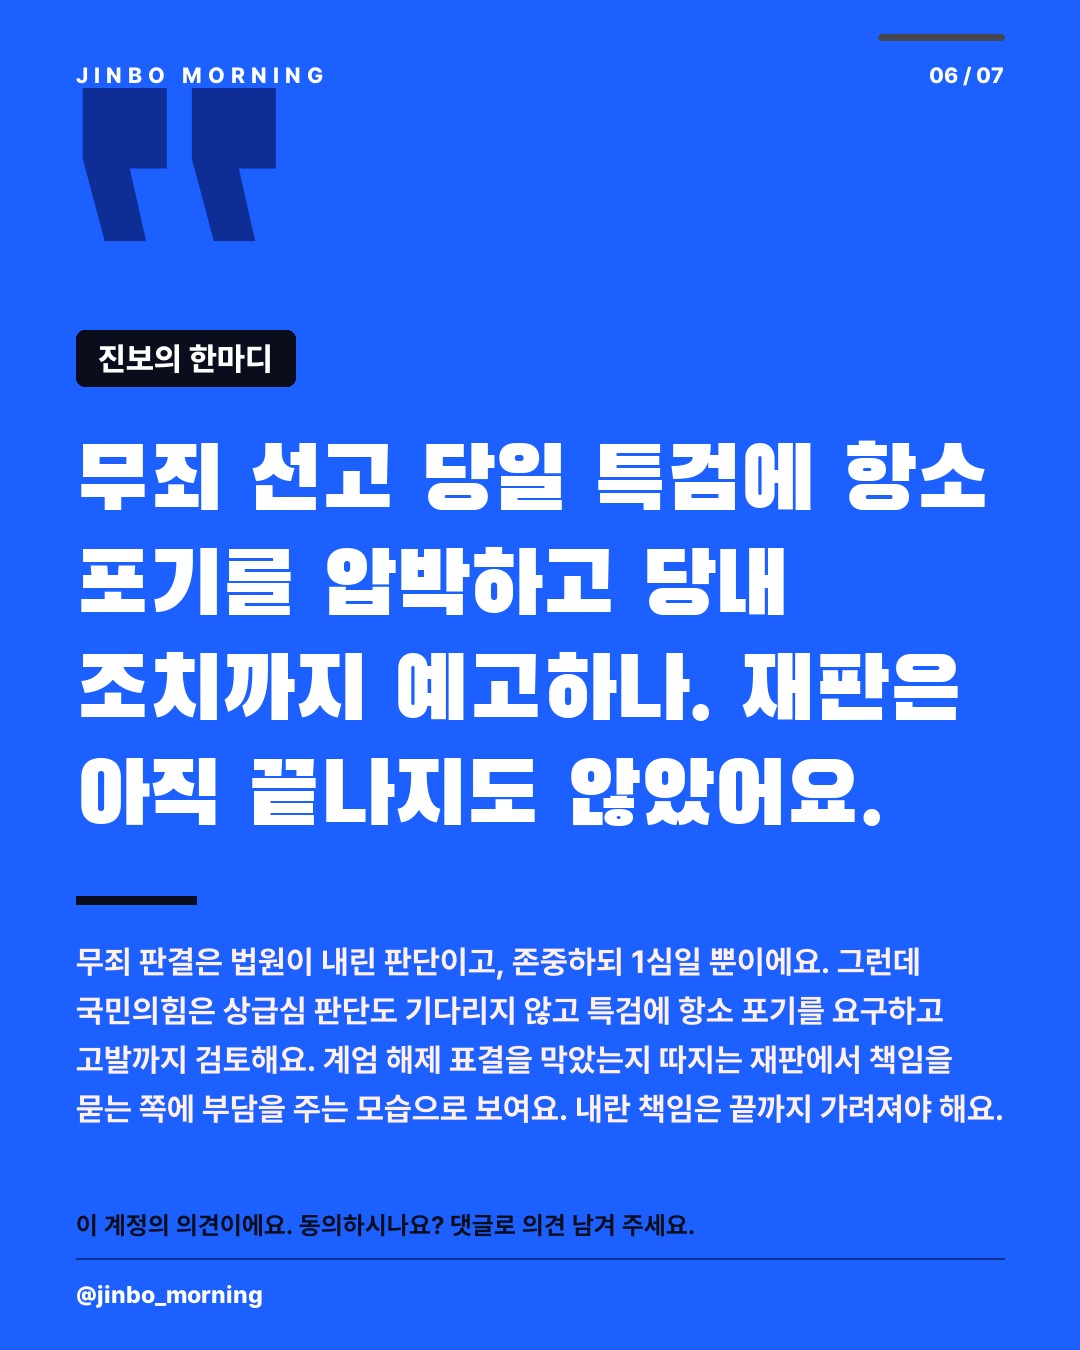 JINBO MORNING
06 / 07
진보의 한마디
무죄 선고 당일 특검에 항소
포기를 압박하고 당내
조치까지 예고하나. 재판은
아직 끝나지도 않았어요.
무죄 판결은 법원이 내린 판단이고, 존중하되 1심일 뿐이에요. 그런데
국민의힘은 상급심 판단도 기다리지 않고 특검에 항소 포기를 요구하고
고발까지 검토해요. 계엄 해제 표결을 막았는지 따지는 재판에서 책임을
묻는 쪽에 부담을 주는 모습으로 보여요. 내란 책임은 끝까지 가려져야 해요.
이 계정의 의견이에요. 동의하시나요? 댓글로 의견 남겨 주세요.
@jinbo_morning